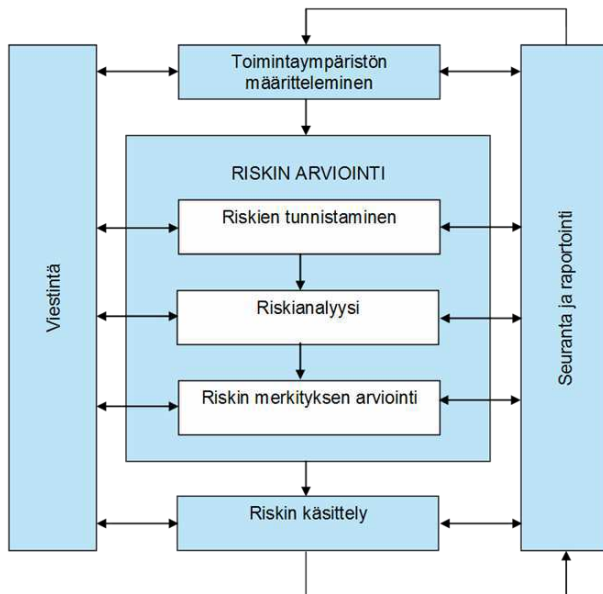 Toimintaympäristön
määritteleminen
RISKIN ARVIOINTI
Riskien tunnistaminen
Riskianalyysi
Riskin merkityksen arviointi
Riskin käsittely
Viestintä
Seuranta ja raportointi